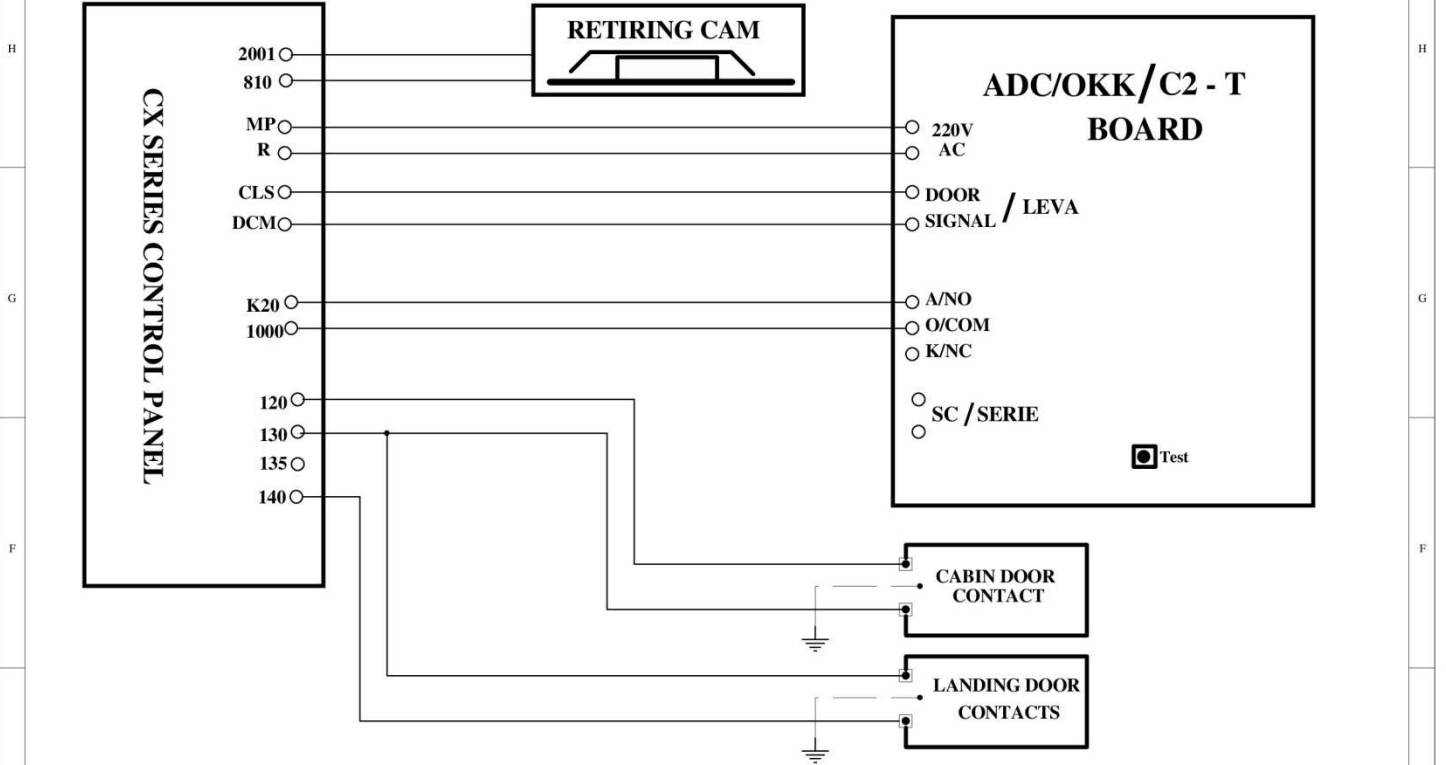 H
H
G
G
F
F
CX SERIES CONTROL PANEL
2001
810
MP
R
CLS
DCM
K20
1000
120
130
135
140
RETIRING CAM
ADC/OKK/C2 - T
BOARD
220V
AC
DOOR
SIGNAL / LEVA
A/NO
O/COM
K/NC
SC / SERIE
Test
CABIN DOOR
CONTACT
LANDING DOOR
CONTACTS